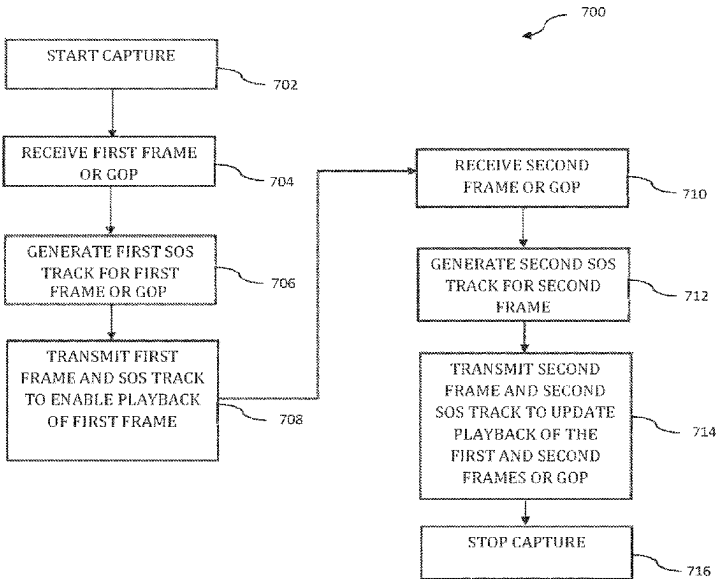 700
START CAPTURE
702
RECEIVE FIRST FRAME
OR GOP
704
GENERATE FIRST SOS
TRACK FOR FIRST
FRAME OR GOP
706
TRANSMIT FIRST
FRAME AND SOS TRACK
TO ENABLE PLAYBACK
OF FIRST FRAME
708
RECEIVE SECOND
FRAME OR GOP
710
GENERATE SECOND SOS
TRACK FOR SECOND
FRAME
712
TRANSMIT SECOND
FRAME AND SECOND
SOS TRACK TO UPDATE
PLAYBACK OF THE
FIRST AND SECOND
FRAMES OR GOP
714
STOP CAPTURE
716